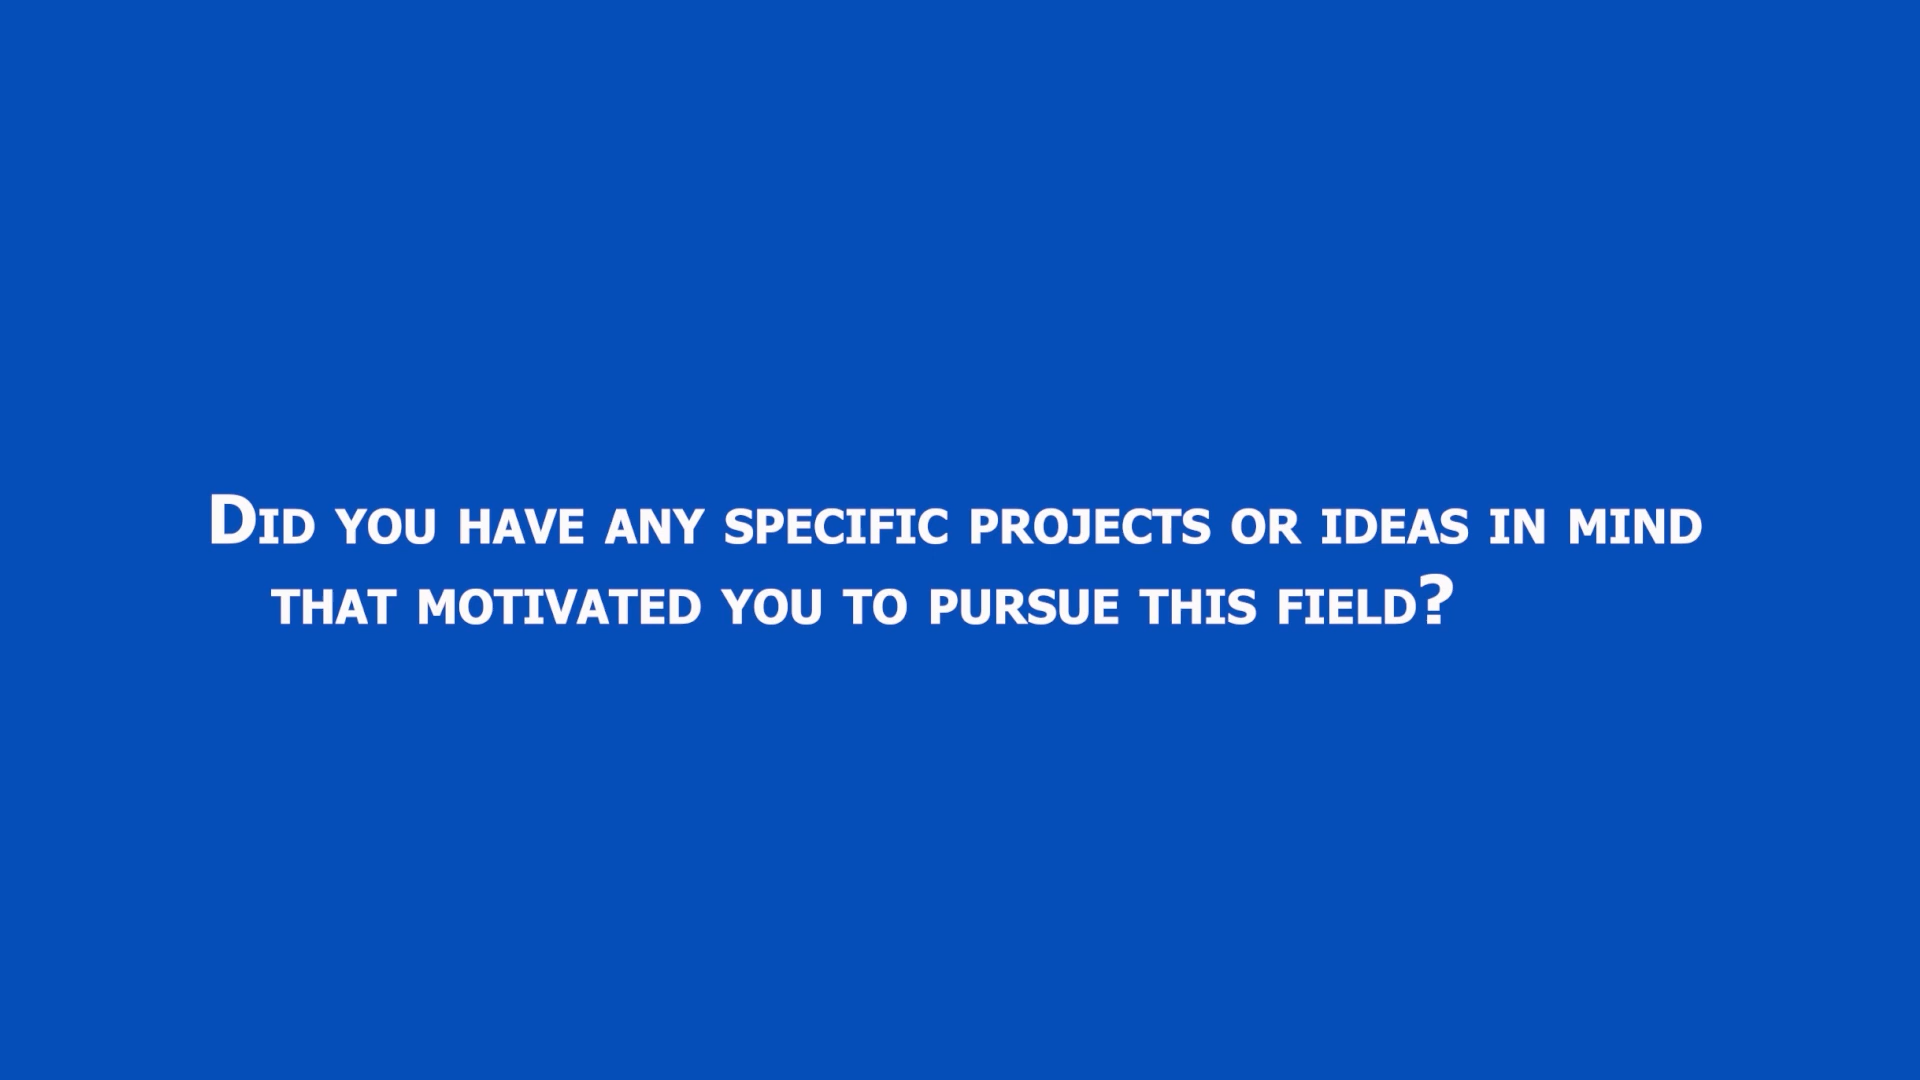 Did you have any specific projects or ideas in mind
that motivated you to pursue this field?